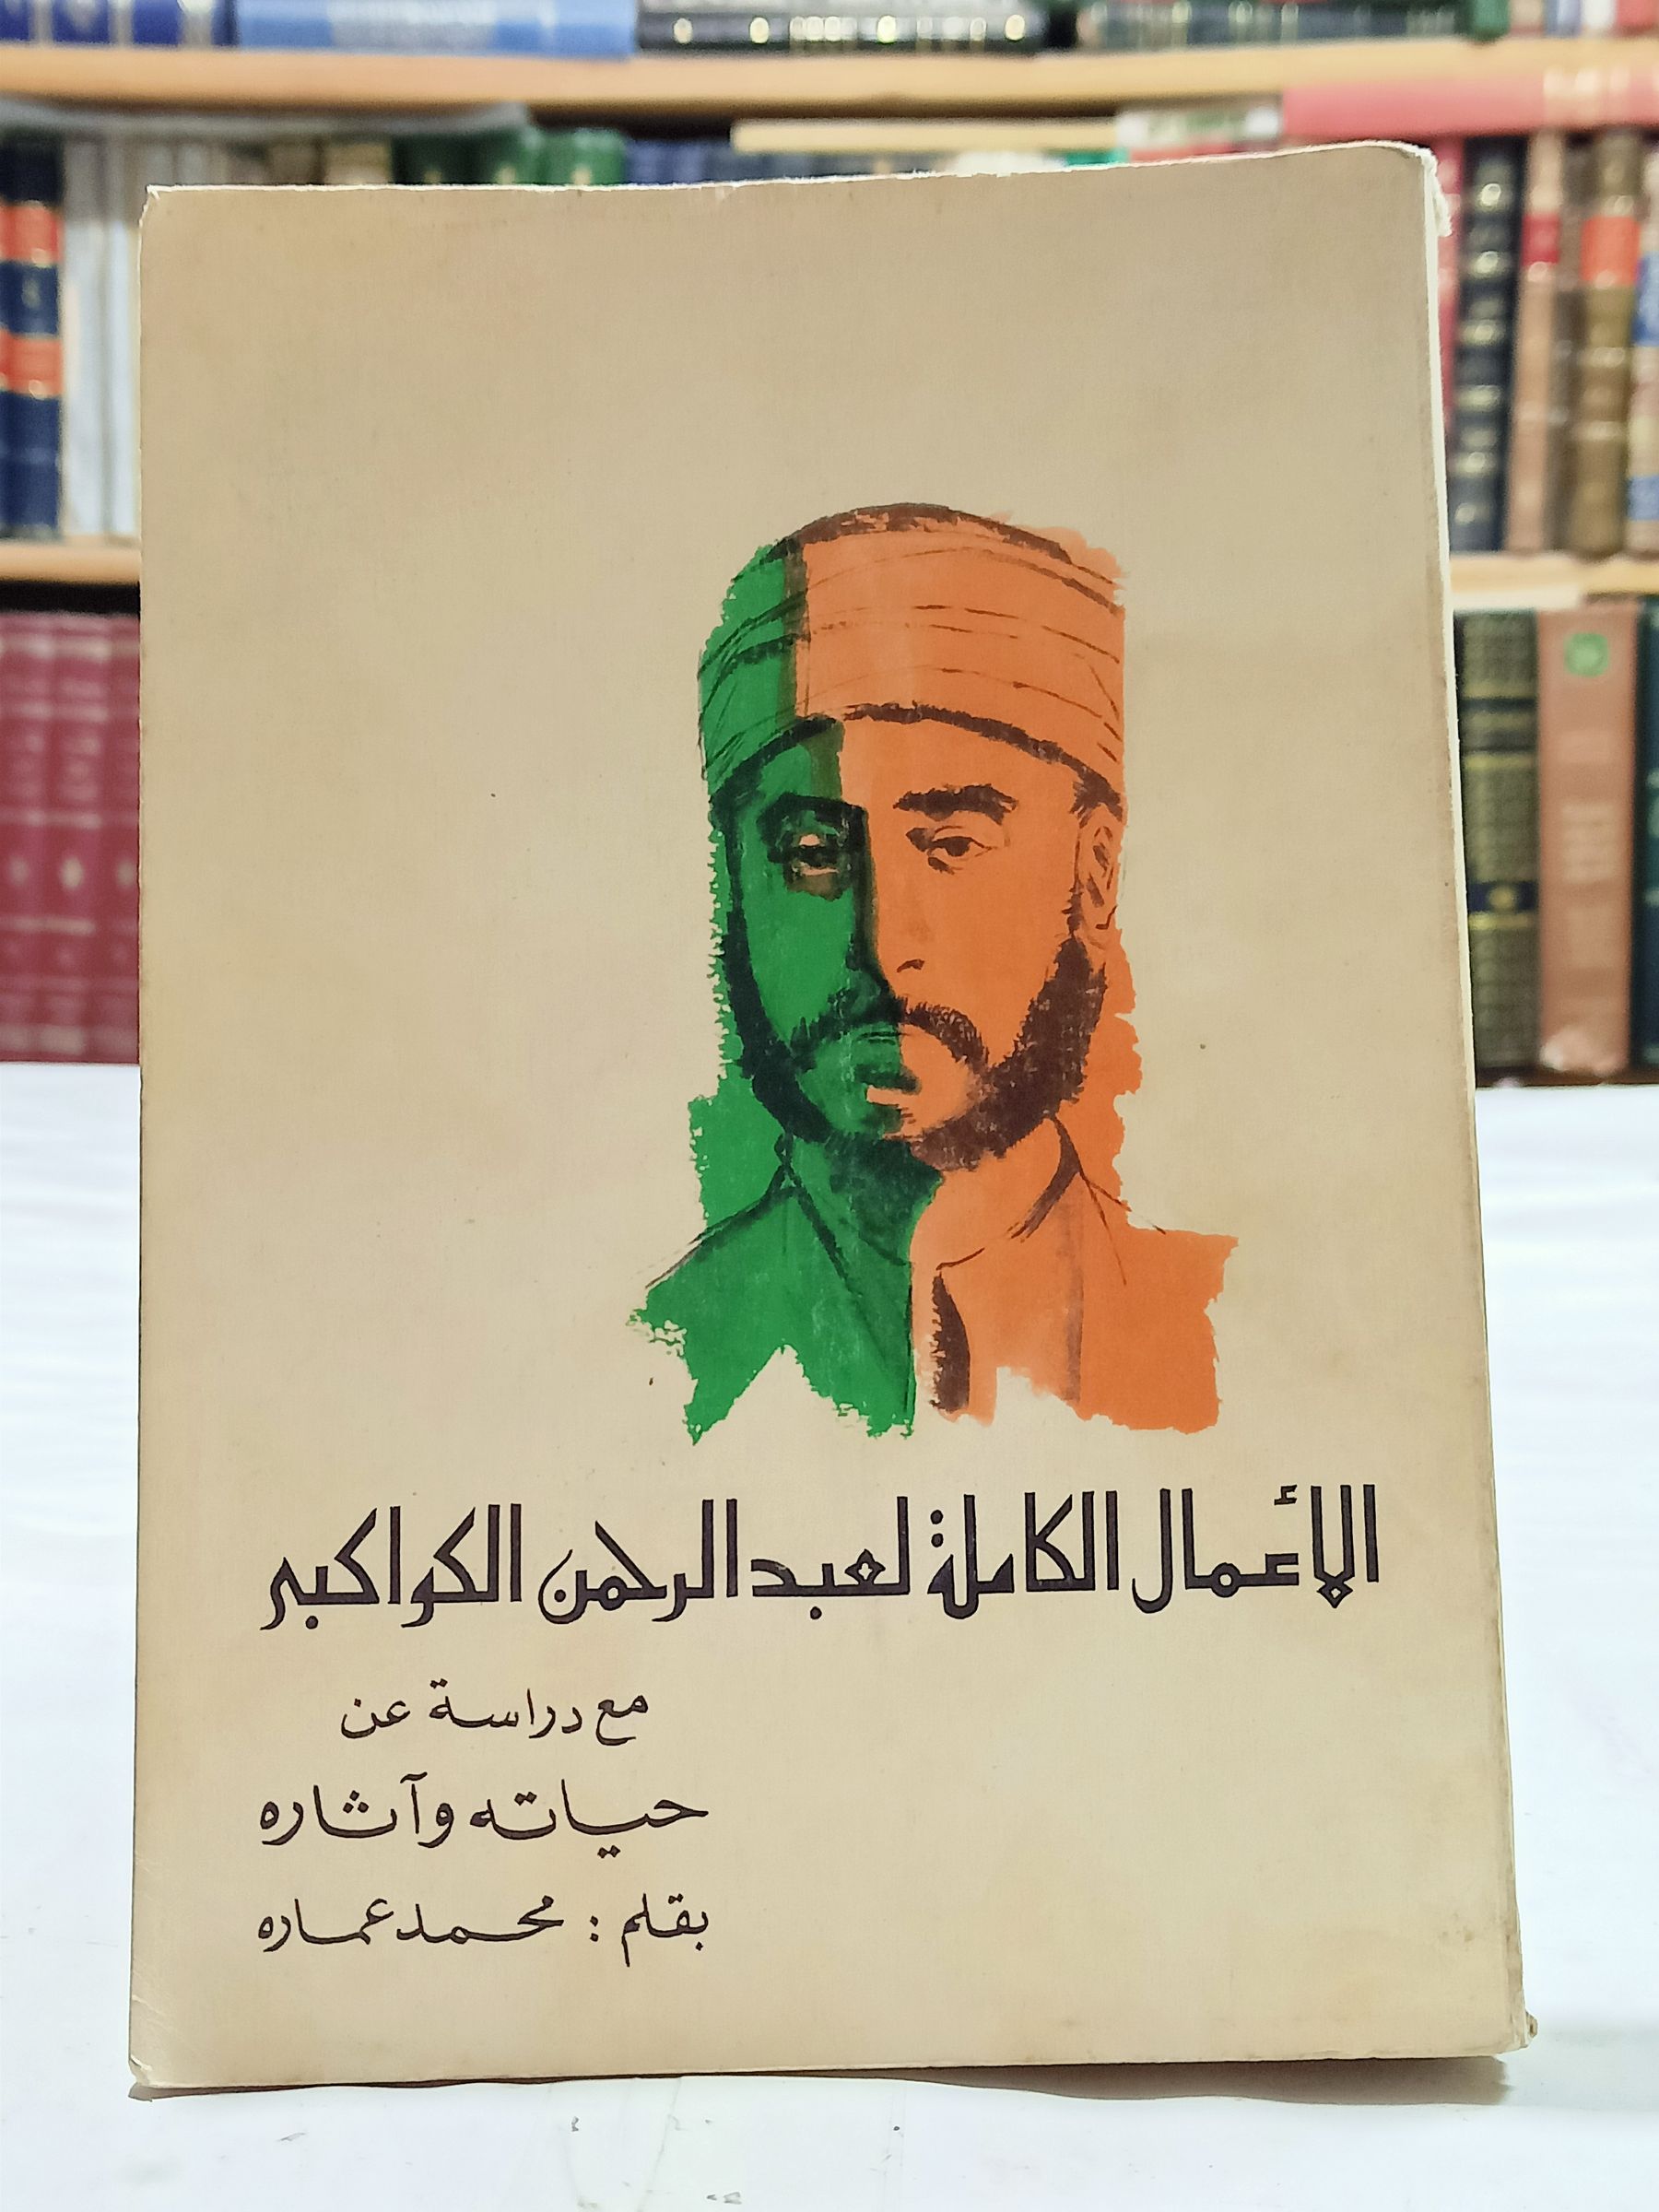 الأعمال الكاملة لعبد الرحمن الكواكبي
مع دراسة عن
حياته وآثاره
بقلم : محمد عماره